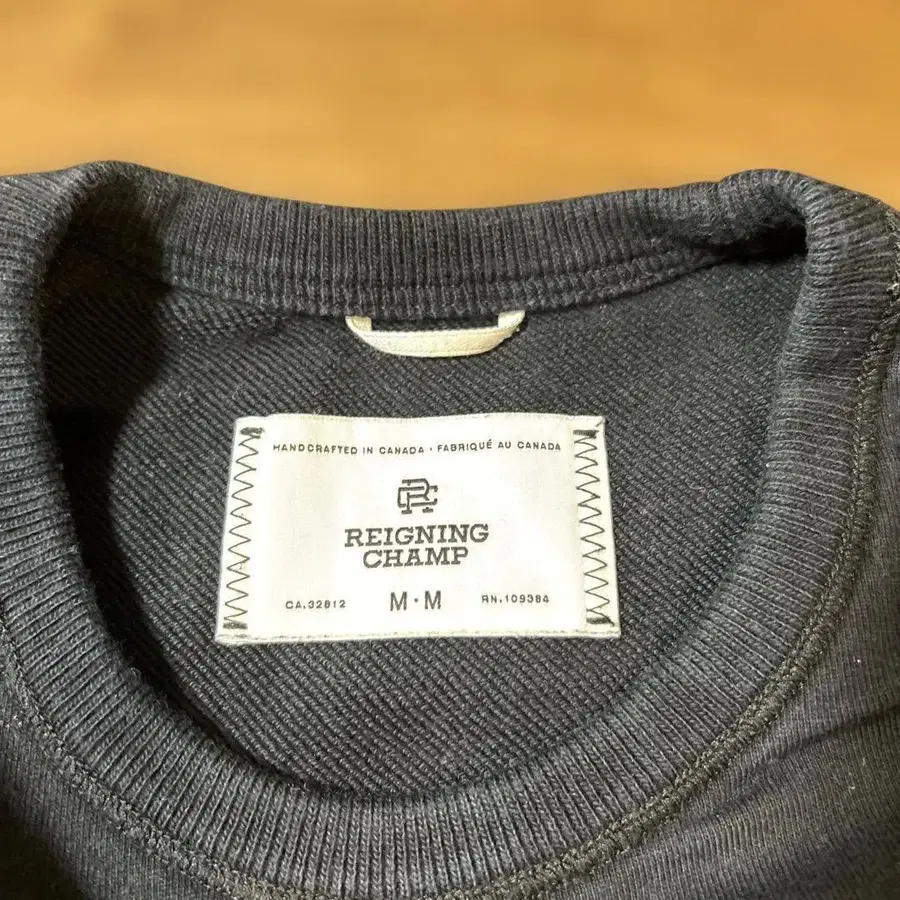 HANDCRAFTED IN CANADA · FABRIQUÉ AU CANADA
RC
REIGNING
CHAMP
CA.32812 M·M RN.109384